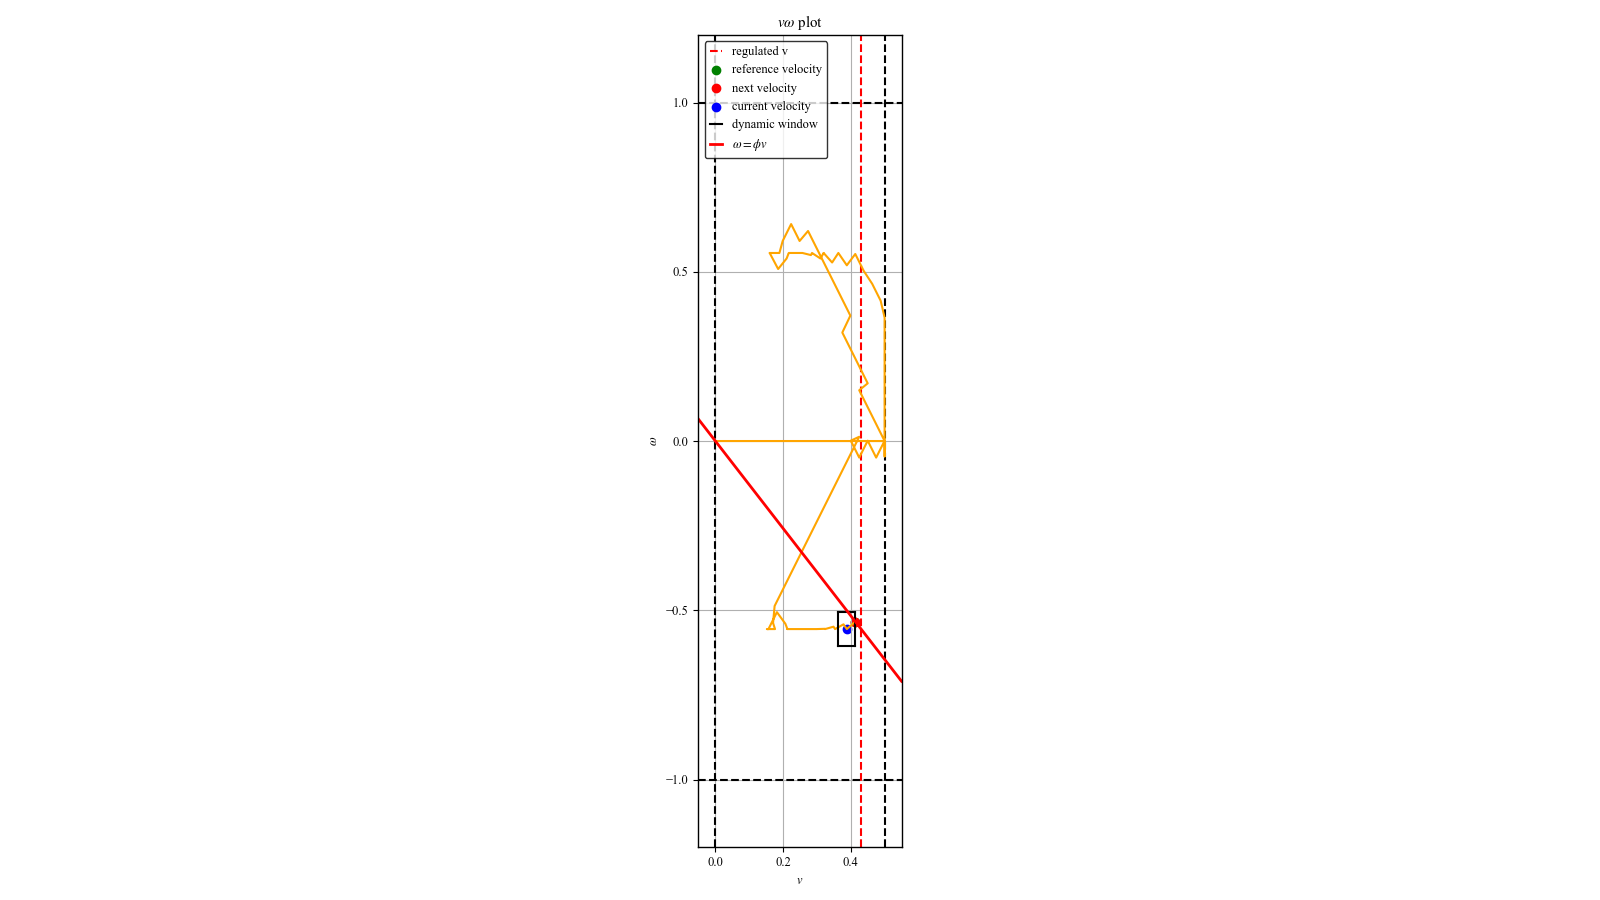 vω plot
regulated v
reference velocity
next velocity
current velocity
dynamic window
ω = ϕv
1.0
0.5
0.0
−0.5
−1.0
ω
0.0 0.2 0.4
v